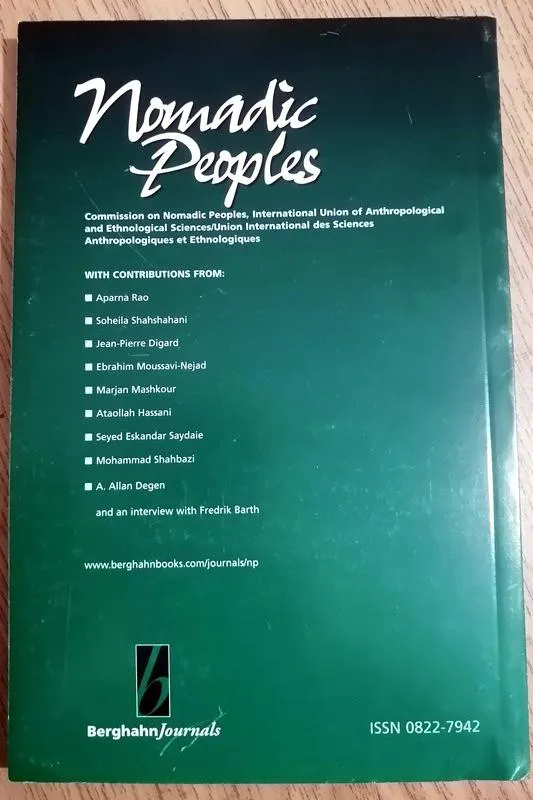 Nomadic
Peoples
Commission on Nomadic Peoples, International Union of Anthropological
and Ethnological Sciences/Union International des Sciences
Anthropologiques et Ethnologiques
WITH CONTRIBUTIONS FROM:
■ Aparna Rao
■ Soheila Shahshahani
■ Jean-Pierre Digard
■ Ebrahim Moussavi-Nejad
■ Marjan Mashkour
■ Ataollah Hassani
■ Seyed Eskandar Saydaie
■ Mohammad Shahbazi
■ A. Allan Degen
and an interview with Fredrik Barth
www.berghahnbooks.com/journals/np
b
BerghahnJournals
ISSN 0822-7942